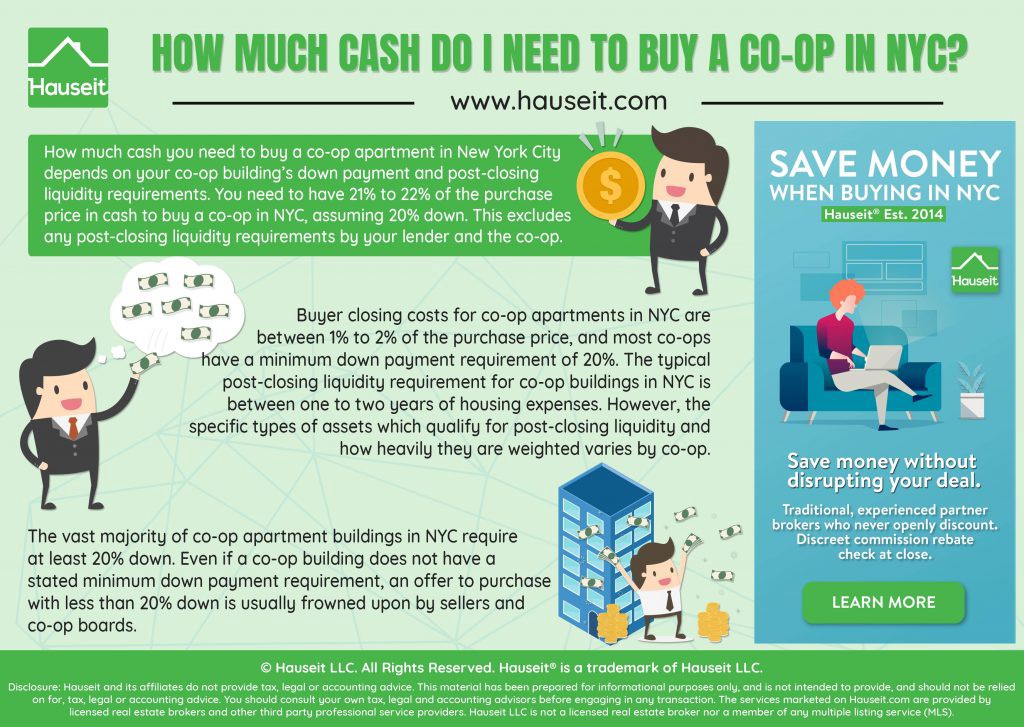 Hauseit
HOW MUCH CASH DO I NEED TO BUY A CO-OP IN NYC?
www.hauseit.com
How much cash you need to buy a co-op apartment in New York City
depends on your co-op building's down payment and post-closing
liquidity requirements. You need to have 21% to 22% of the purchase
price in cash to buy a co-op in NYC, assuming 20% down. This excludes
any post-closing liquidity requirements by your lender and the co-op.
$
Buyer closing costs for co-op apartments in NYC are
between 1% to 2% of the purchase price, and most co-ops
have a minimum down payment requirement of 20%. The typical
post-closing liquidity requirement for co-op buildings in NYC is
between one to two years of housing expenses. However, the
specific types of assets which qualify for post-closing liquidity and
how heavily they are weighted varies by co-op.
The vast majority of co-op apartment buildings in NYC require
at least 20% down. Even if a co-op building does not have a
stated minimum down payment requirement, an offer to purchase
with less than 20% down is usually frowned upon by sellers and
co-op boards.
SAVE MONEY
WHEN BUYING IN NYC
Hauseit® Est. 2014
Hauseit
Save money without
disrupting your deal.
Traditional, experienced partner
brokers who never openly discount.
Discreet commission rebate
check at close.
LEARN MORE
© Hauseit LLC. All Rights Reserved. Hauseit® is a trademark of Hauseit LLC.
Disclosure: Hauseit and its affiliates do not provide tax, legal or accounting advice. This material has been prepared for informational purposes only, and is not intended to provide, and should not be relied
on for, tax, legal or accounting advice. You should consult your own tax, legal and accounting advisors before engaging in any transaction. The services marketed on Hauseit.com are provided by
licensed real estate brokers and other third party professional service providers. Hauseit LLC is not a licensed real estate broker nor a member of any multiple listing service (MLS).